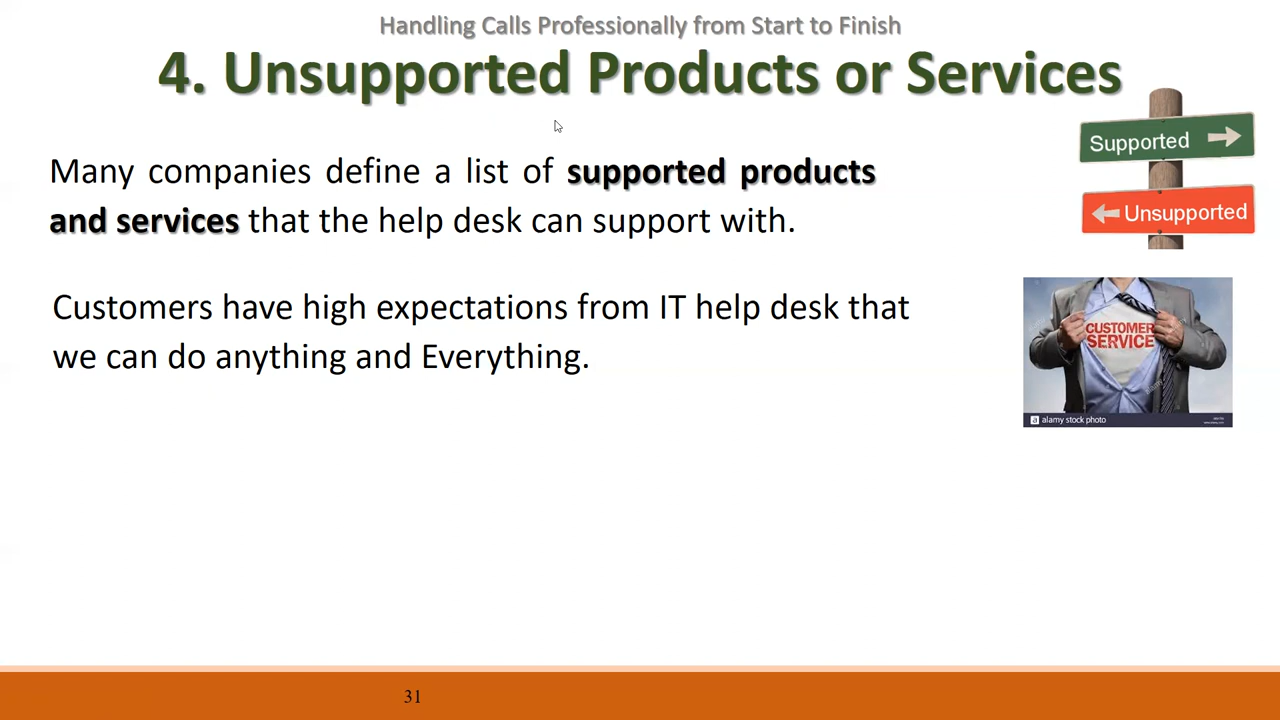 Handling Calls Professionally from Start to Finish
4. Unsupported Products or Services
Supported
Many companies define a list of supported products
and services that the help desk can support with.
Unsupported
Customers have high expectations from IT help desk that
we can do anything and Everything.
CUSTOMER
SERVICE
alamy
a alamy stock photo
31